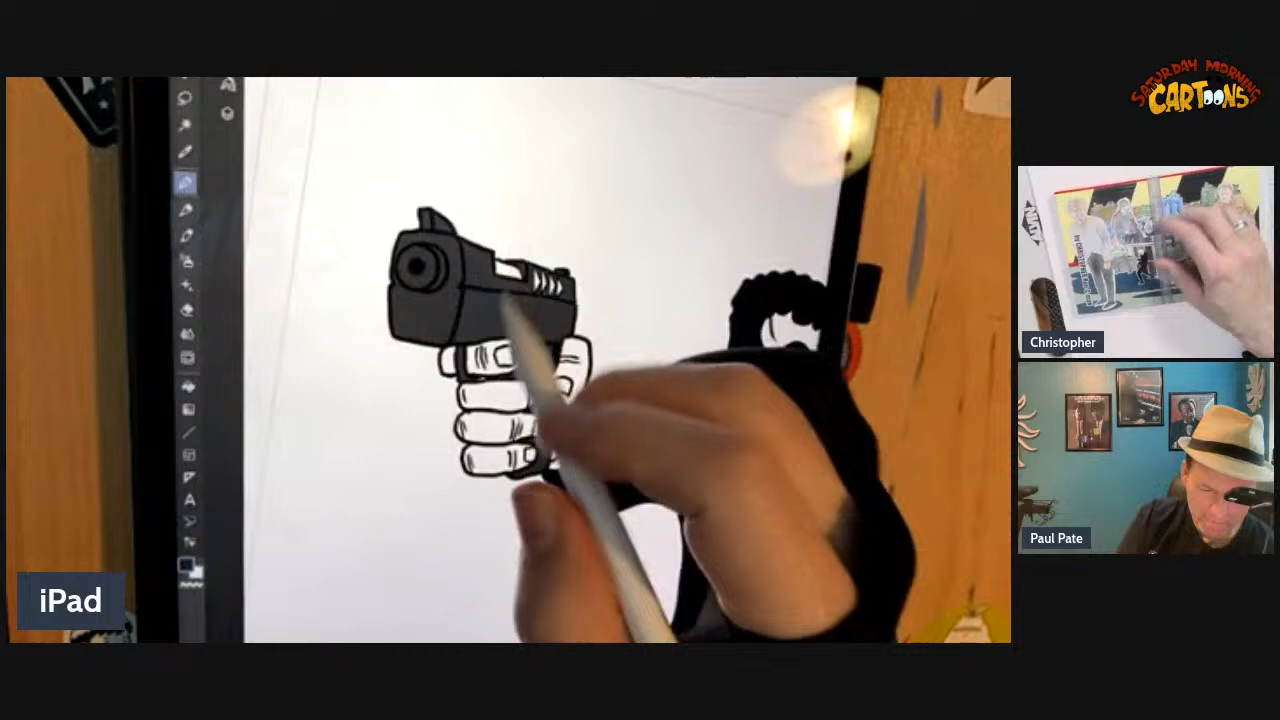 SATURDAY MORNING
CARTOONS
Christopher
Paul Pate
iPad
A